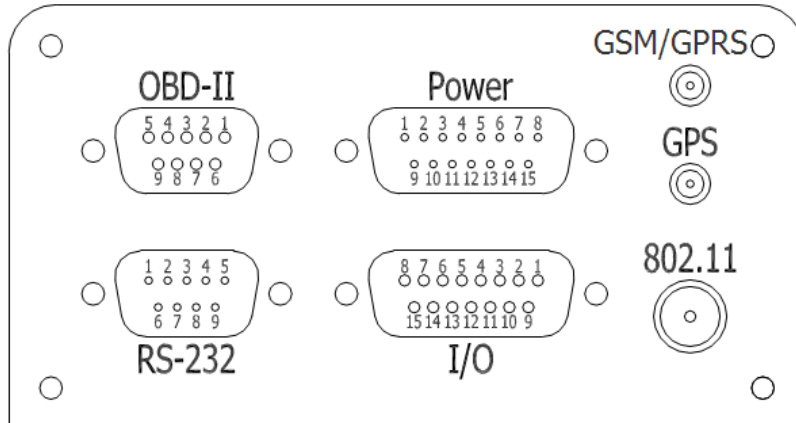 GSM/GPRS
OBD-II
Power
5 4 3 2 1
1 2 3 4 5 6 7 8
GPS
9 8 7 6
9 10 11 12 13 14 15
802.11
1 2 3 4 5
8 7 6 5 4 3 2 1
6 7 8 9
15 14 13 12 11 10 9
RS-232
I/O